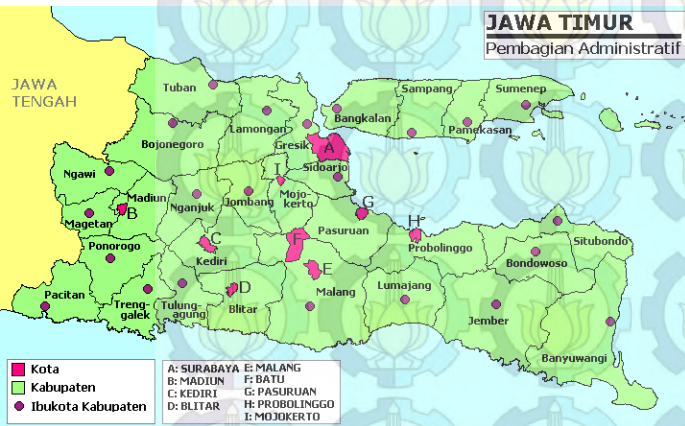 JAWA TIMUR
Pembagian Administratif
JAWA
TENGAH
Tuban
Sampang
Sumenep
Lamongan
Bangkalan
Pamekasan
Bojonegoro
Gresik
A
Sidoarjo
Ngawi
I
Madiun
Nganjuk
Jombang
Mojo-
kerto
B
Magetan
G
H
Ponorogo
C
F
Pasuruan
Probolinggo
Situbondo
Kediri
Bondowoso
E
Pacitan
Treng-
galek
Tulung-
agung
D
Blitar
Malang
Lumajang
Jember
Banyuwangi
Kota
Kabupaten
Ibukota Kabupaten
A: SURABAYA
B: MADIUN
C: KEDIRI
D: BLITAR
E: MALANG
F: BATU
G: PASURUAN
H: PROBOLINGGO
I: MOJOKERTO